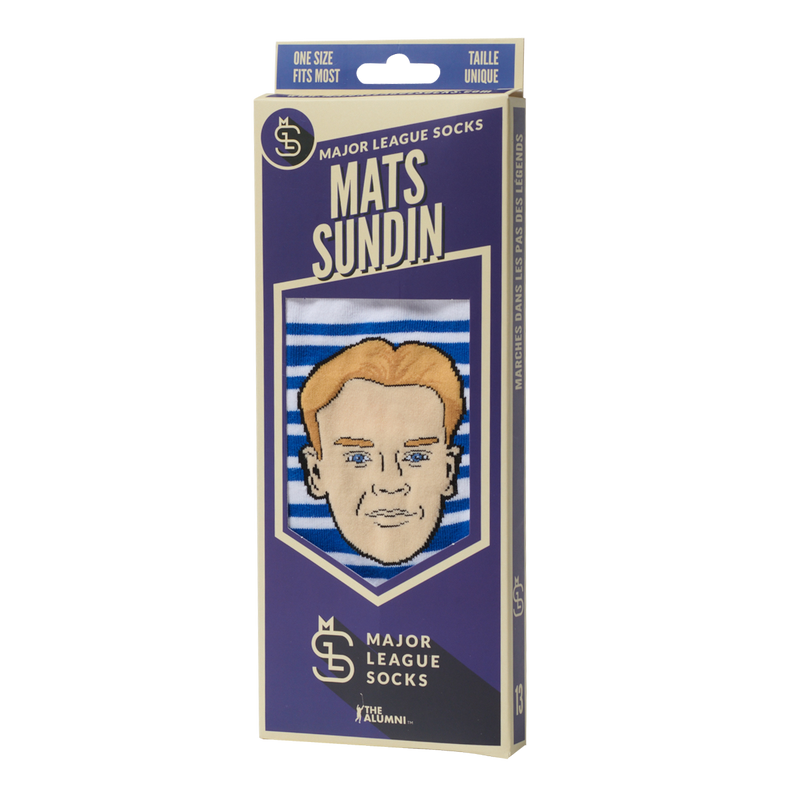 ONE SIZE
FITS MOST
TAILLE
UNIQUE
MAJOR LEAGUE SOCKS
MATS
SUNDIN
MAJOR
LEAGUE
SOCKS
THE
ALUMNI™
MARCHES DANS LES PAS DES LÉGENDS
13